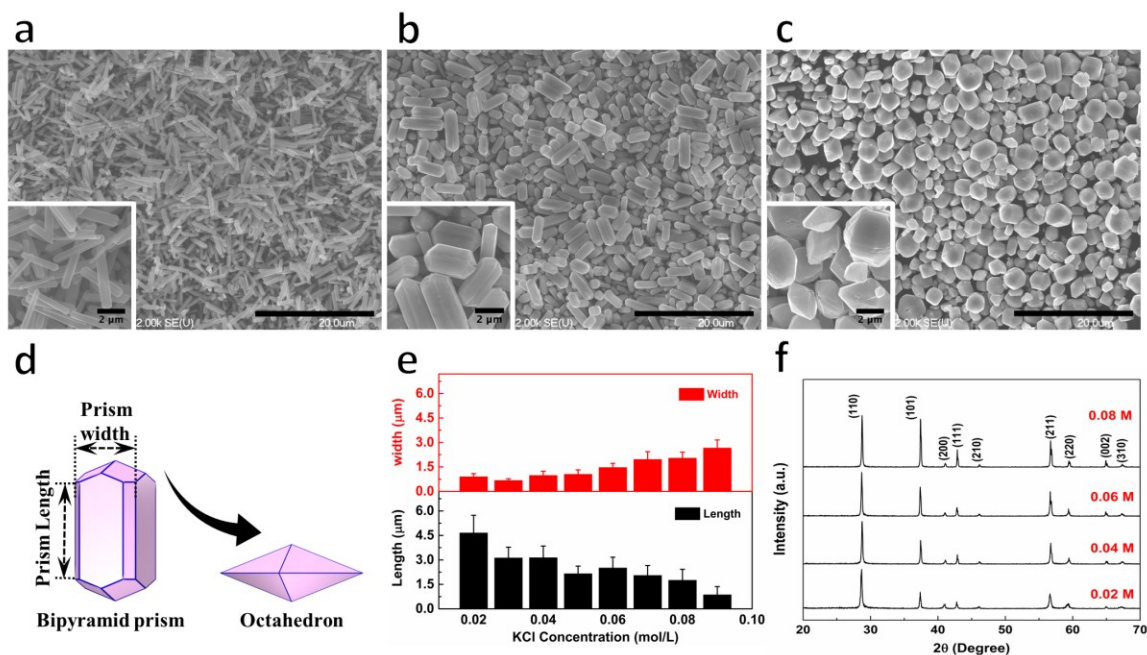 a
b
c
2 μm
2.00k SE(U)
20.0um
2 μm
2.00k SE(U)
20.0um
2 μm
2.00k SE(U)
20.0um
d
Prism
width
Prism Length
Bipyramid prism
Octahedron
e
Width
width (μm)
6.0
4.5
3.0
1.5
Length
Length (μm)
6.0
4.5
3.0
1.5
0.0
0.02
0.04
0.06
0.08
0.10
KCl Concentration (mol/L)
f
Intensity (a.u.)
(110)
(101)
(200)
(111)
(210)
(211)
(220)
(002)
(310)
0.08 M
0.06 M
0.04 M
0.02 M
20
30
40
50
60
70
2θ (Degree)